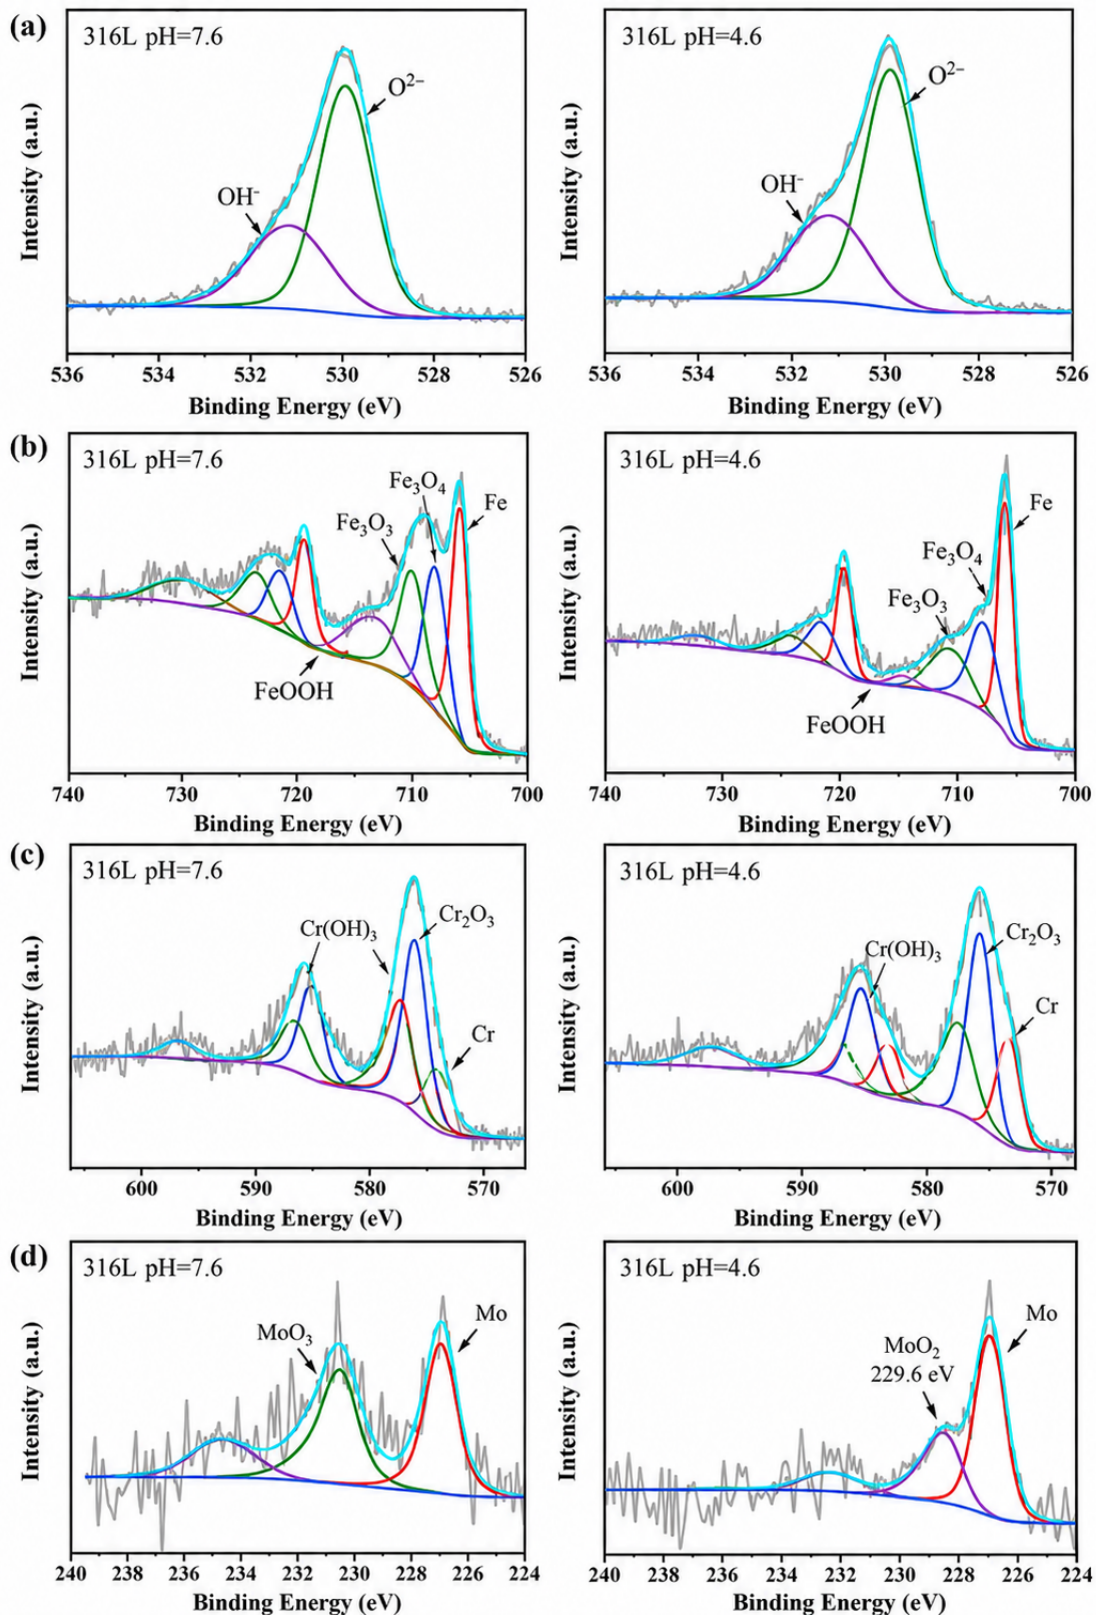 (a)
316L pH=7.6
O²⁻
OH⁻
Intensity (a.u.)
536 534 532 530 528 526
Binding Energy (eV)
316L pH=4.6
O²⁻
OH⁻
Intensity (a.u.)
536 534 532 530 528 526
Binding Energy (eV)
(b)
316L pH=7.6
Fe₃O₄
Fe
Fe₃O₃
FeOOH
Intensity (a.u.)
740 730 720 710 700
Binding Energy (eV)
316L pH=4.6
Fe
Fe₃O₄
Fe₃O₃
FeOOH
Intensity (a.u.)
740 730 720 710 700
Binding Energy (eV)
(c)
316L pH=7.6
Cr₂O₃
Cr(OH)₃
Cr
Intensity (a.u.)
600 590 580 570
Binding Energy (eV)
316L pH=4.6
Cr₂O₃
Cr(OH)₃
Cr
Intensity (a.u.)
600 590 580 570
Binding Energy (eV)
(d)
316L pH=7.6
Mo
MoO₃
Intensity (a.u.)
240 238 236 234 232 230 228 226 224
Binding Energy (eV)
316L pH=4.6
Mo
MoO₂
229.6 eV
Intensity (a.u.)
240 238 236 234 232 230 228 226 224
Binding Energy (eV)